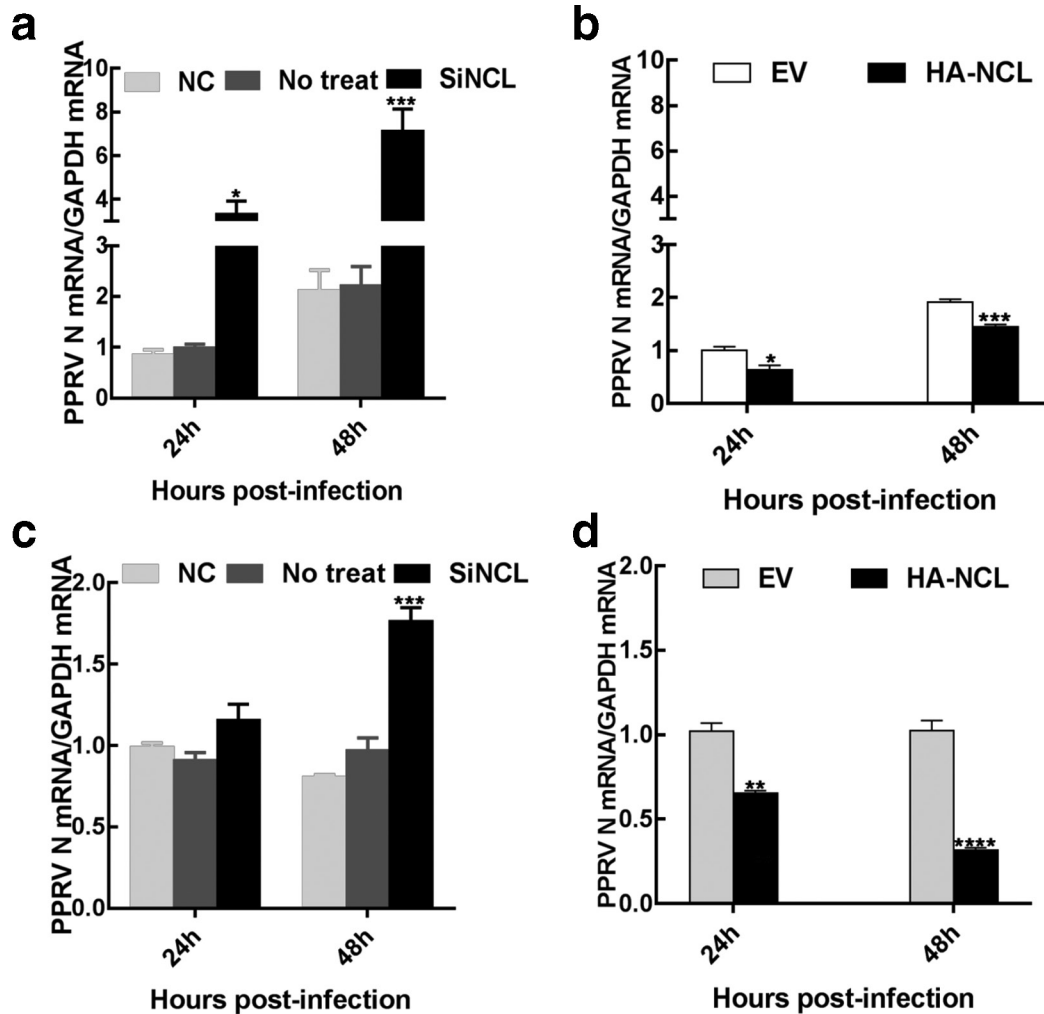 a
PPRV N mRNA/GAPDH mRNA
NC No treat SiNCL
10
8
6
4
3
2
1
0
*
***
24h
48h
Hours post-infection
b
PPRV N mRNA/GAPDH mRNA
EV HA-NCL
10
8
6
4
3
2
1
0
*
***
24h
48h
Hours post-infection
c
PPRV N mRNA/GAPDH mRNA
NC No treat SiNCL
2.0
1.5
1.0
0.5
0.0
***
24h
48h
Hours post-infection
d
PPRV N mRNA/GAPDH mRNA
EV HA-NCL
2.0
1.5
1.0
0.5
0.0
**
****
24h
48h
Hours post-infection